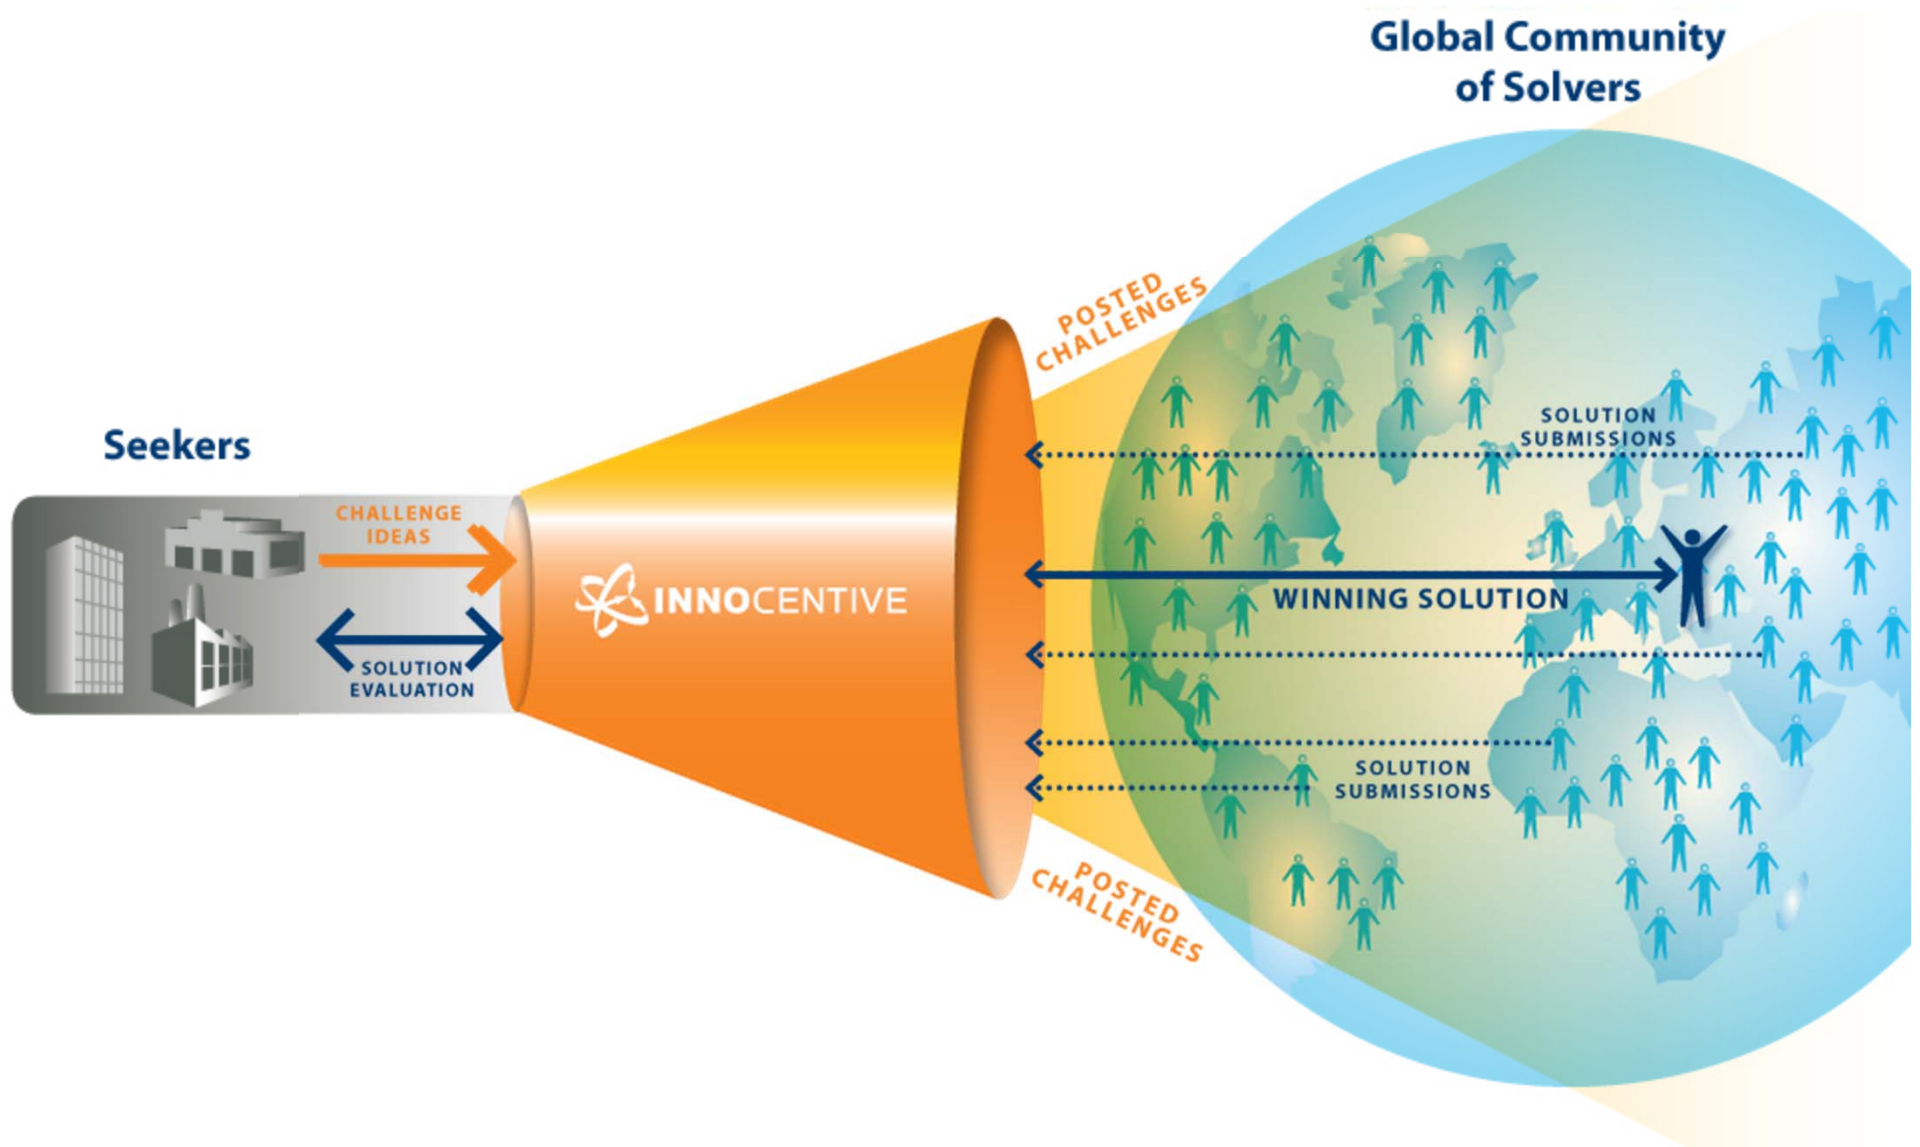 Global Community
of Solvers
POSTED
CHALLENGES
Seekers
CHALLENGE
IDEAS
SOLUTION
EVALUATION
INNOCENTIVE
SOLUTION
SUBMISSIONS
WINNING SOLUTION
SOLUTION
SUBMISSIONS
POSTED
CHALLENGES